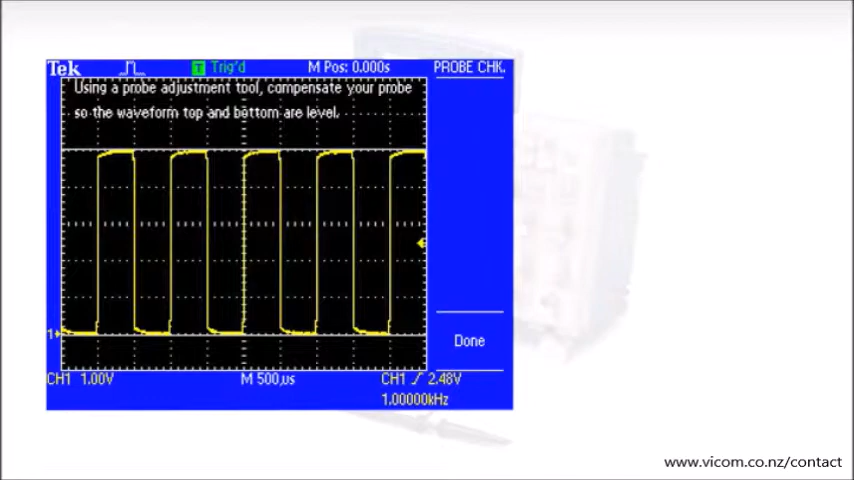 Tek T Trig'd M Pos: 0.000s PROBE CHK.
Using a probe adjustment tool, compensate your probe
so the waveform top and bottom are level.
1
Done
CH1 1.00V M 500µs CH1 2.48V
1.00000kHz
www.vicom.co.nz/contact